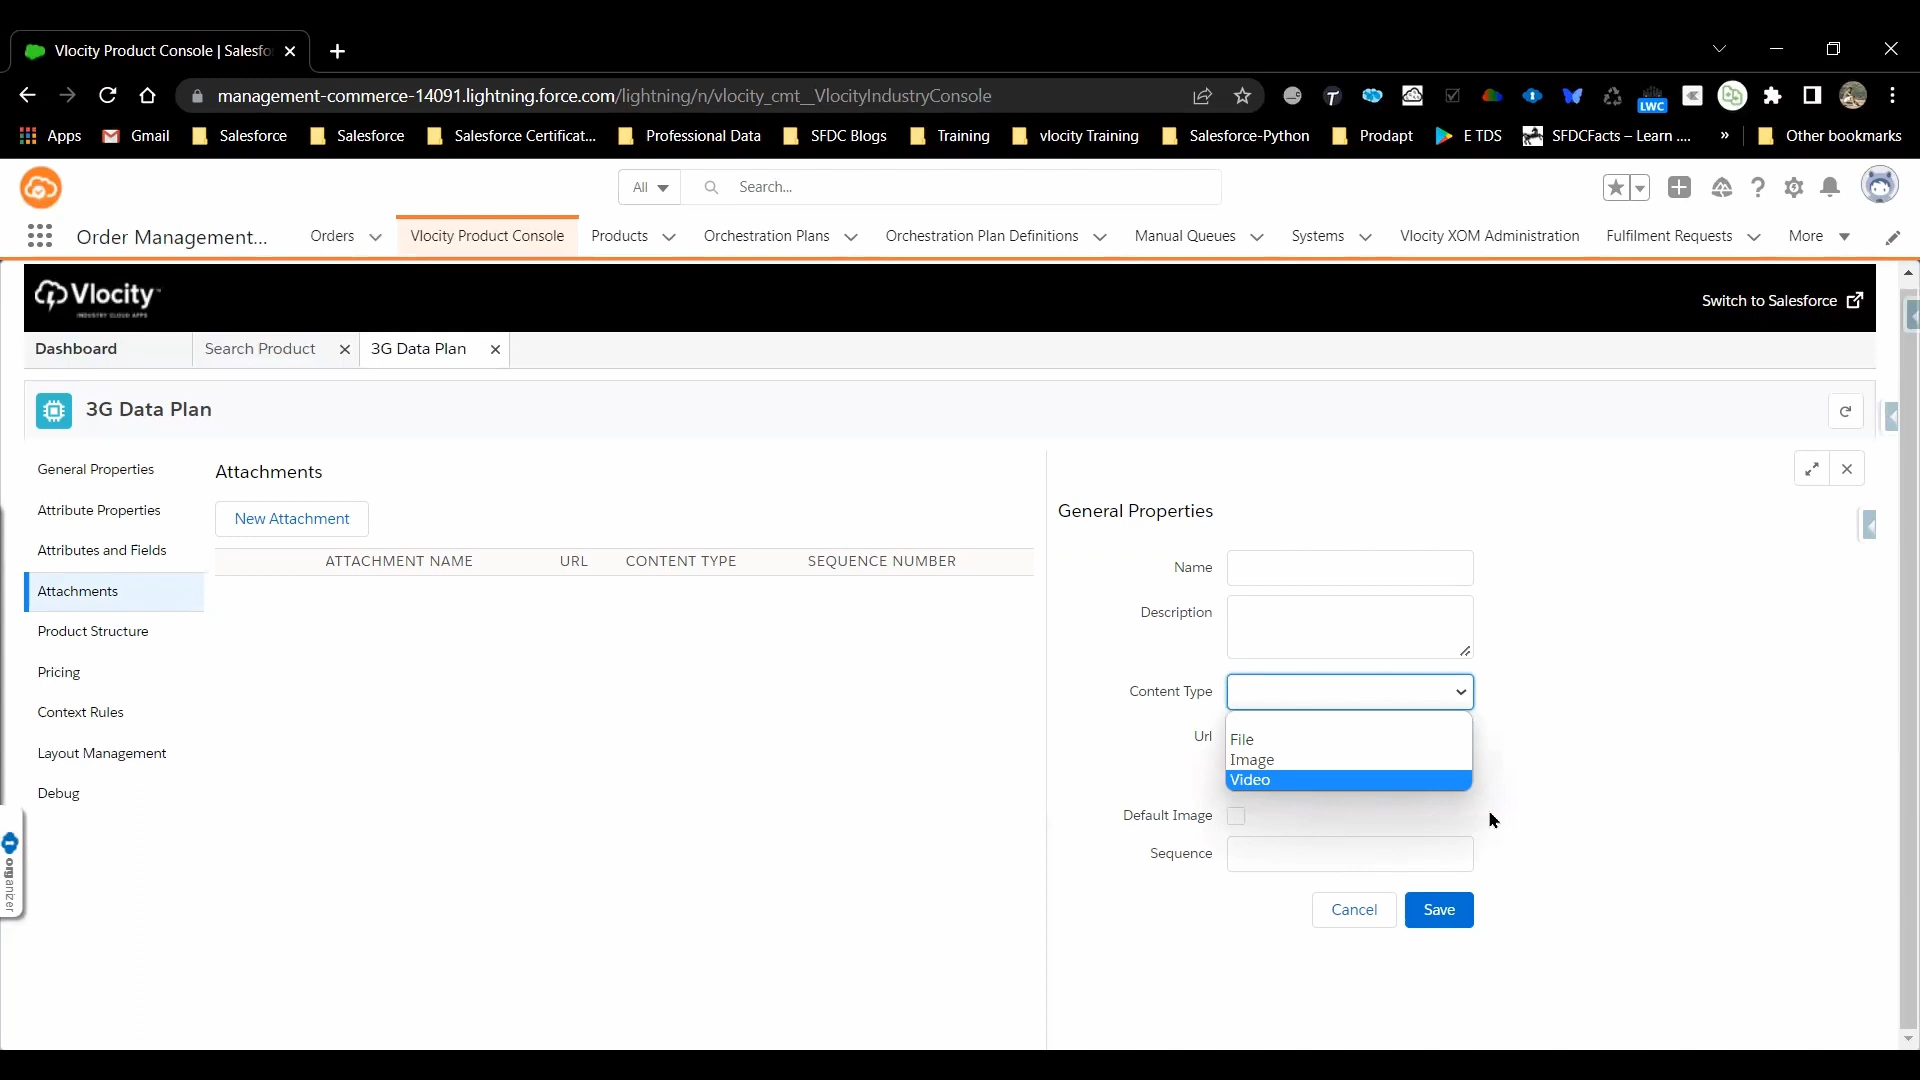 Vlocity Product Console | Salesfo
management-commerce-14091.lightning.force.com/lightning/n/vlocity_cmt__VlocityIndustryConsole
LWC
Apps Gmail Salesforce Salesforce Salesforce Certificat... Professional Data SFDC Blogs Training vlocity Training Salesforce-Python Prodapt E TDS SFDCFacts – Learn .... » Other bookmarks
All Search...
Order Management... Orders Vlocity Product Console Products Orchestration Plans Orchestration Plan Definitions Manual Queues Systems Vlocity XOM Administration Fulfilment Requests More
Vlocity
INDUSTRY CLOUD APPS
Switch to Salesforce
Dashboard Search Product 3G Data Plan
3G Data Plan
General Properties
Attribute Properties
Attributes and Fields
Attachments
Product Structure
Pricing
Context Rules
Layout Management
Debug
organizer
Attachments
New Attachment
ATTACHMENT NAME URL CONTENT TYPE SEQUENCE NUMBER
General Properties
Name
Description
Content Type
Url
File
Image
Video
Default Image
Sequence
Cancel Save